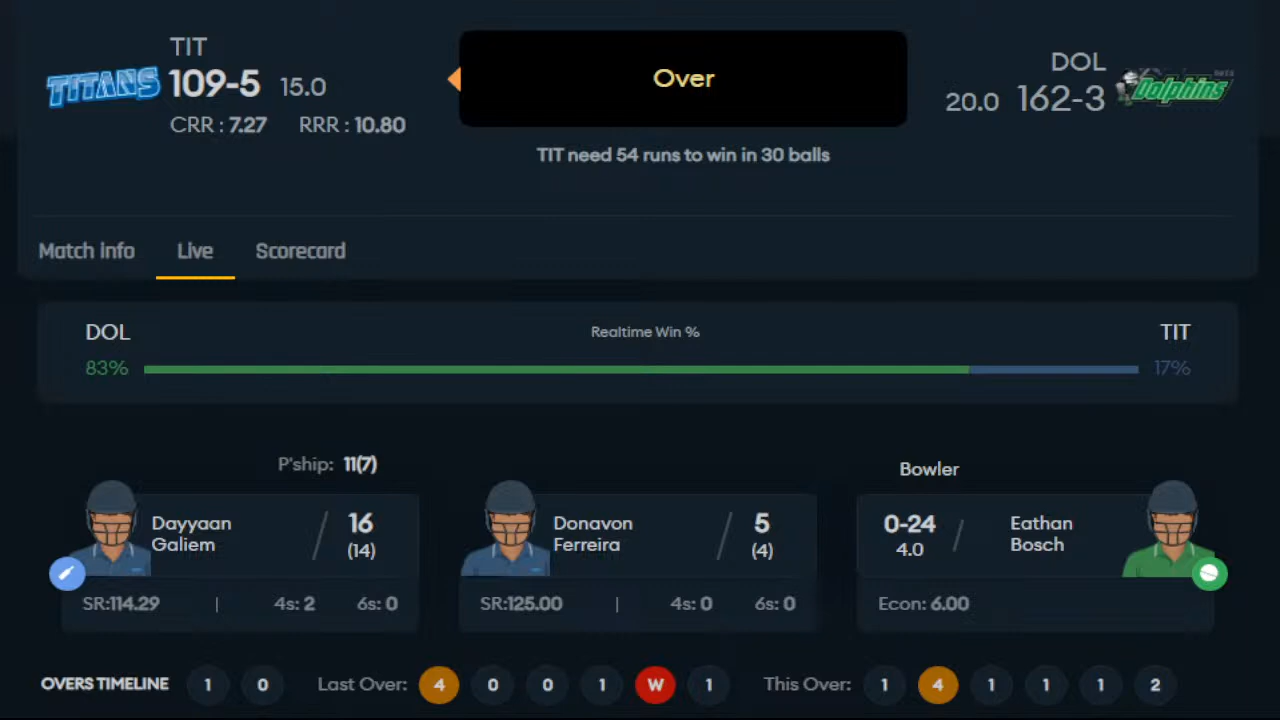 TIT
TITANS 109-5 15.0
CRR : 7.27 RRR : 10.80
Over
TIT need 54 runs to win in 30 balls
DOL
20.0 162-3 Dolphins
Match info Live Scorecard
DOL Realtime Win % TIT
83% 17%
P'ship: 11(7)
Dayyaan Galiem 16 (14)
SR:114.29 | 4s: 2 6s: 0
Donavon Ferreira 5 (4)
SR:125.00 | 4s: 0 6s: 0
Bowler
0-24 4.0 Eathan Bosch
Econ: 6.00
OVERS TIMELINE 1 0 Last Over: 4 0 0 1 W 1 This Over: 1 4 1 1 1 2